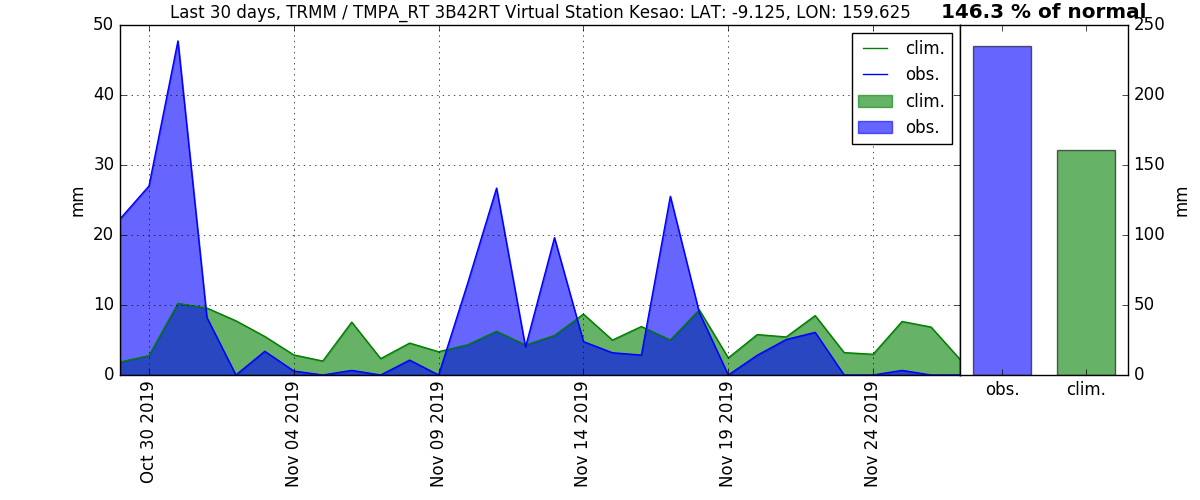 Last 30 days, TRMM / TMPA_RT 3B42RT Virtual Station Kesao: LAT: -9.125, LON: 159.625
146.3 % of normal
mm
50
40
30
20
10
0
clim.
obs.
clim.
obs.
Oct 30 2019
Nov 04 2019
Nov 09 2019
Nov 14 2019
Nov 19 2019
Nov 24 2019
obs.
clim.
250
200
150
100
50
0
mm